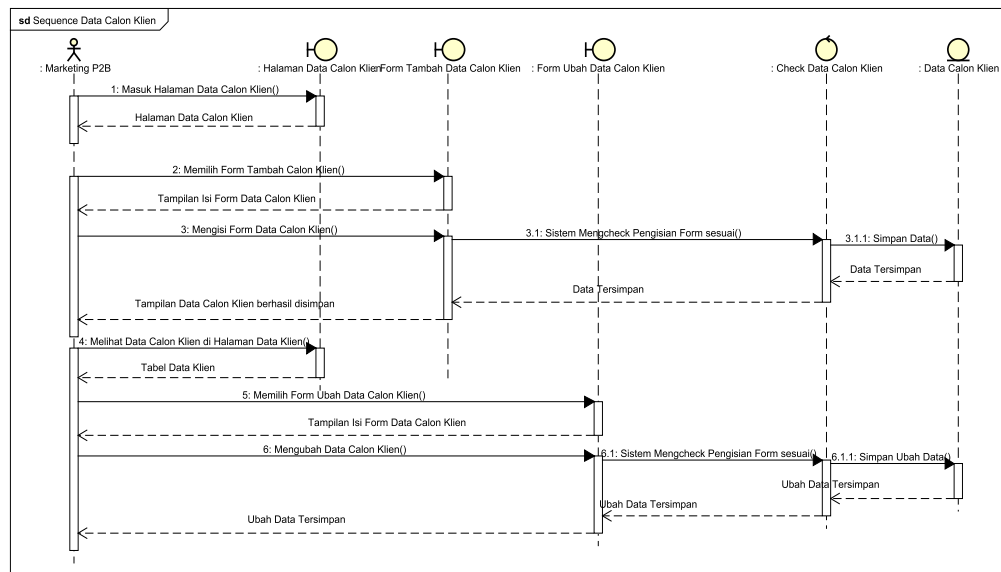 sd Sequence Data Calon Klien
: Marketing P2B
: Halaman Data Calon Klien
: Form Tambah Data Calon Klien
: Form Ubah Data Calon Klien
: Check Data Calon Klien
: Data Calon Klien
1: Masuk Halaman Data Calon Klien()
Halaman Data Calon Klien
2: Memilih Form Tambah Calon Klien()
Tampilan Isi Form Data Calon Klien
3: Mengisi Form Data Calon Klien()
3.1: Sistem Mengcheck Pengisian Form sesuai()
3.1.1: Simpan Data()
Data Tersimpan
Data Tersimpan
Tampilan Data Calon Klien berhasil disimpan
4: Melihat Data Calon Klien di Halaman Data Klien()
Tabel Data Klien
5: Memilih Form Ubah Data Calon Klien()
Tampilan Isi Form Data Calon Klien
6: Mengubah Data Calon Klien()
6.1: Sistem Mengcheck Pengisian Form sesuai()
6.1.1: Simpan Ubah Data()
Ubah Data Tersimpan
Ubah Data Tersimpan
Ubah Data Tersimpan